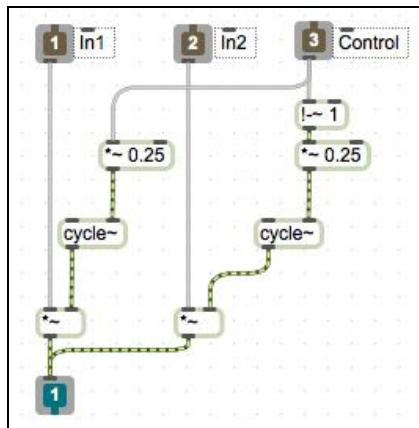 1 In1
2 In2
3 Control
!-~ 1
*~ 0.25
*~ 0.25
cycle~
cycle~
*~
*~
1